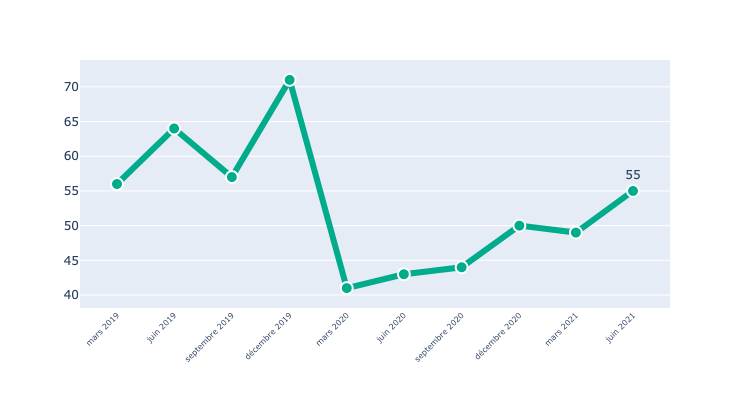 70
65
60
55
50
45
40
55
mars 2019
juin 2019
septembre 2019
décembre 2019
mars 2020
juin 2020
septembre 2020
décembre 2020
mars 2021
juin 2021